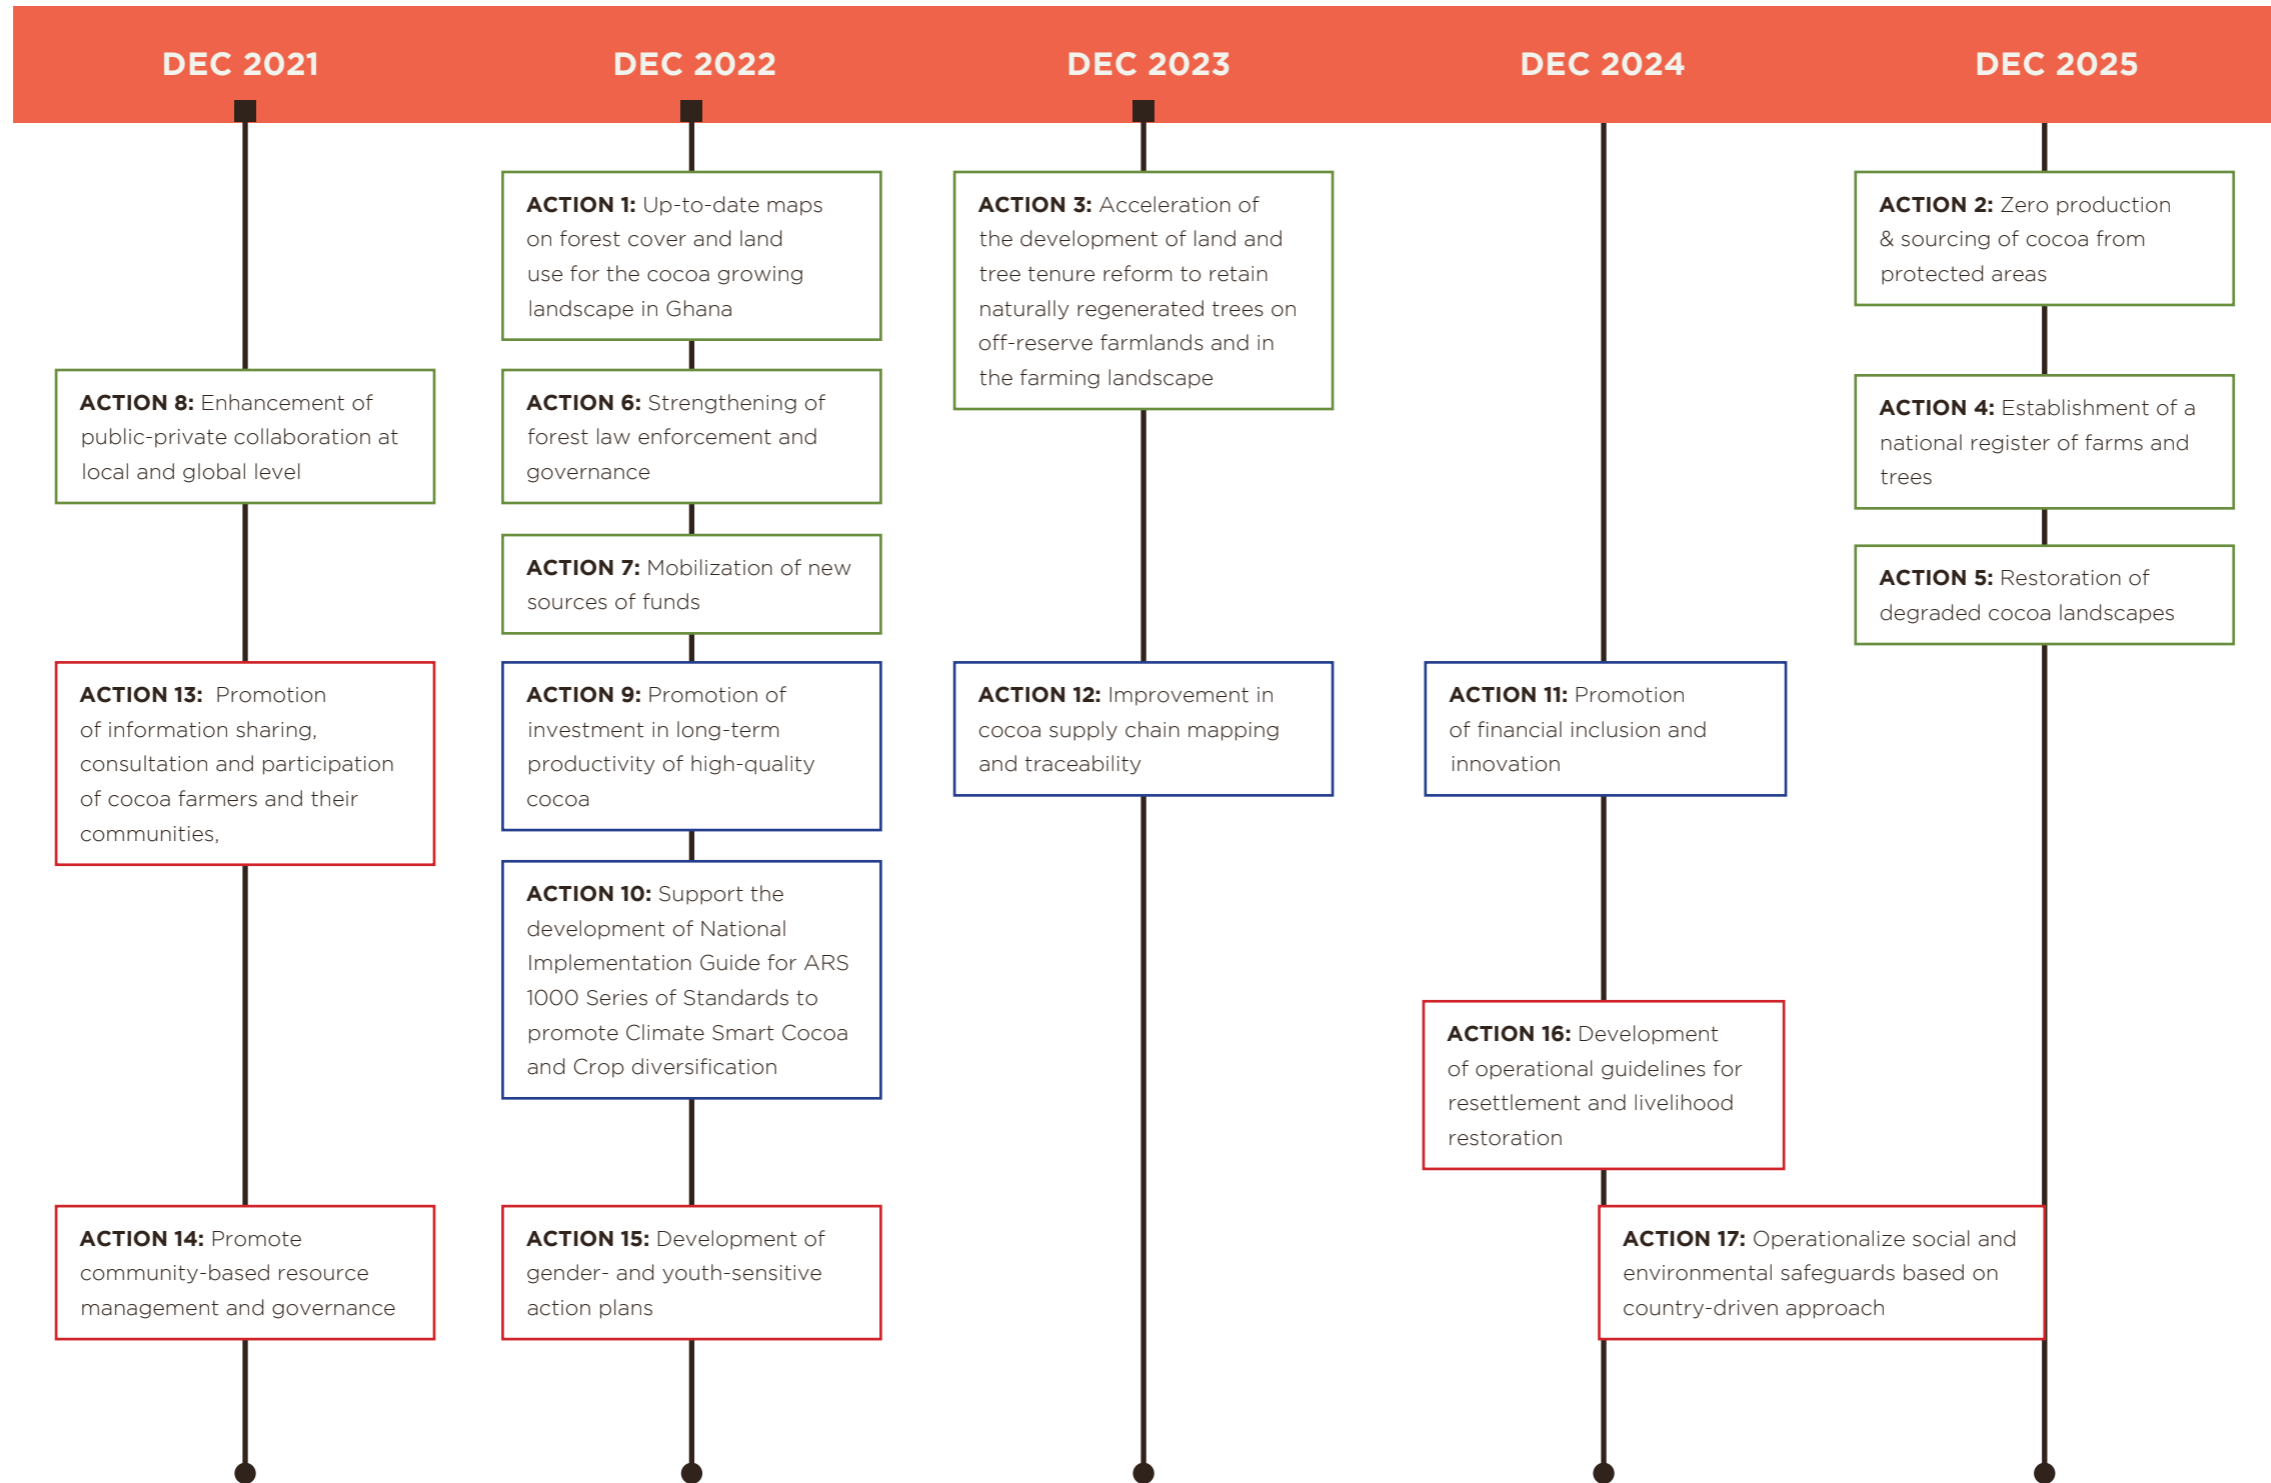 DEC 2021
DEC 2022
DEC 2023
DEC 2024
DEC 2025
ACTION 8: Enhancement of
public-private collaboration at
local and global level
ACTION 13: Promotion
of information sharing,
consultation and participation
of cocoa farmers and their
communities,
ACTION 14: Promote
community-based resource
management and governance
ACTION 1: Up-to-date maps
on forest cover and land
use for the cocoa growing
landscape in Ghana
ACTION 6: Strengthening of
forest law enforcement and
governance
ACTION 7: Mobilization of new
sources of funds
ACTION 9: Promotion of
investment in long-term
productivity of high-quality
cocoa
ACTION 10: Support the
development of National
Implementation Guide for ARS
1000 Series of Standards to
promote Climate Smart Cocoa
and Crop diversification
ACTION 15: Development of
gender- and youth-sensitive
action plans
ACTION 3: Acceleration of
the development of land and
tree tenure reform to retain
naturally regenerated trees on
off-reserve farmlands and in
the farming landscape
ACTION 12: Improvement in
cocoa supply chain mapping
and traceability
ACTION 11: Promotion
of financial inclusion and
innovation
ACTION 16: Development
of operational guidelines for
resettlement and livelihood
restoration
ACTION 17: Operationalize social and
environmental safeguards based on
country-driven approach
ACTION 2: Zero production
& sourcing of cocoa from
protected areas
ACTION 4: Establishment of a
national register of farms and
trees
ACTION 5: Restoration of
degraded cocoa landscapes